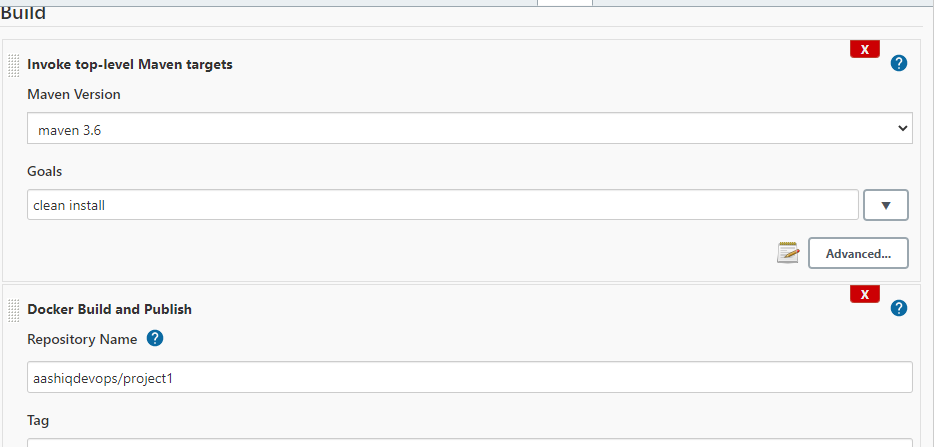 Build
X
Invoke top-level Maven targets
?
Maven Version
maven 3.6
Goals
clean install
▼
Advanced...
X
Docker Build and Publish
?
Repository Name ?
aashiqdevops/project1
Tag